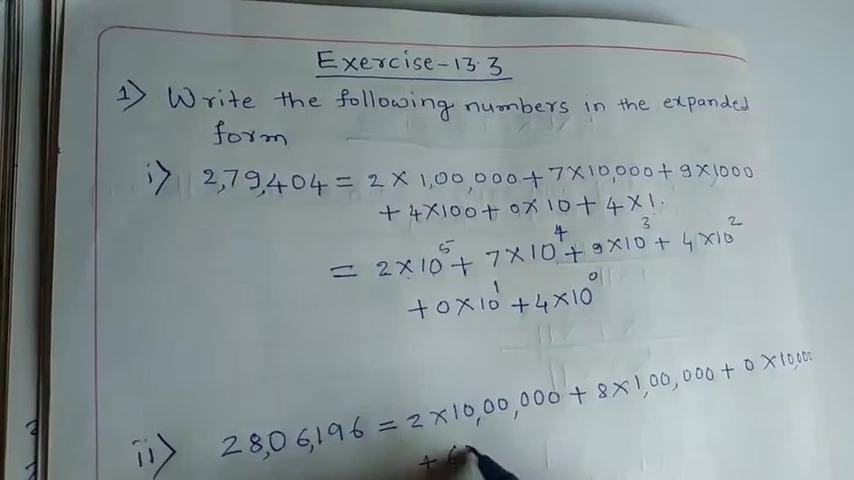 Exercise-13.3
1) Write the following numbers in the expanded
form
i) 2,79,404 = 2 × 1,00,000 + 7×10,000 + 9×1000
+ 4×100 + 0×10 + 4×1.
= 2×10⁵ + 7×10⁴ + 9×10³ + 4×10²
+ 0×10¹ + 4×10⁰
ii) 28,06,196 = 2×10,00,000 + 8×1,00,000 + 0×10,000
+ 6